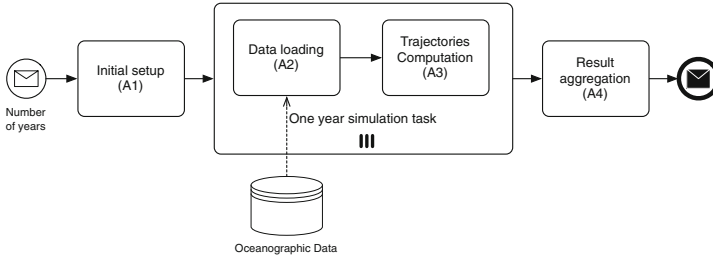 Number
of years
Initial setup
(A1)
Data loading
(A2)
Trajectories
Computation
(A3)
One year simulation task
Oceanographic Data
Result
aggregation
(A4)